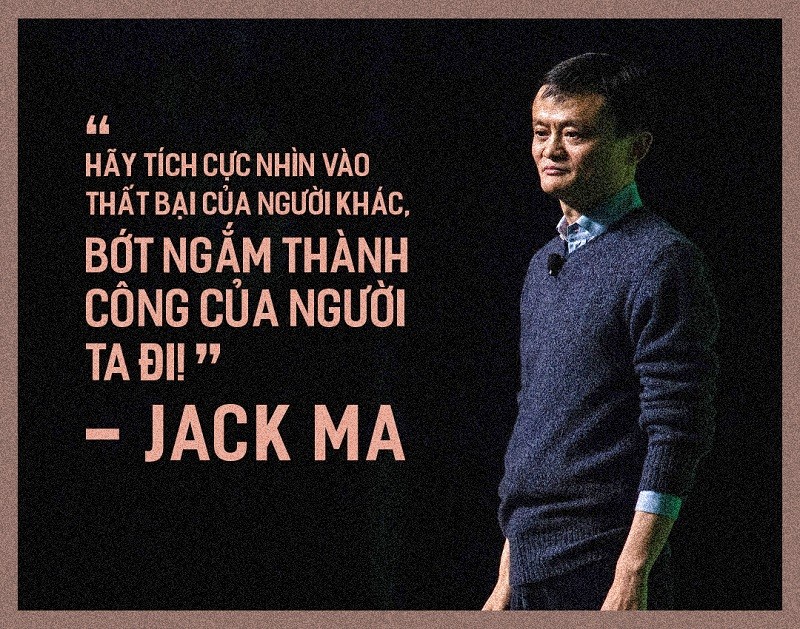 “
HÃY TÍCH CỰC NHÌN VÀO
THẤT BẠI CỦA NGƯỜI KHÁC,
BỚT NGẮM THÀNH
CÔNG CỦA NGƯỜI
TA ĐI! ”
– JACK MA